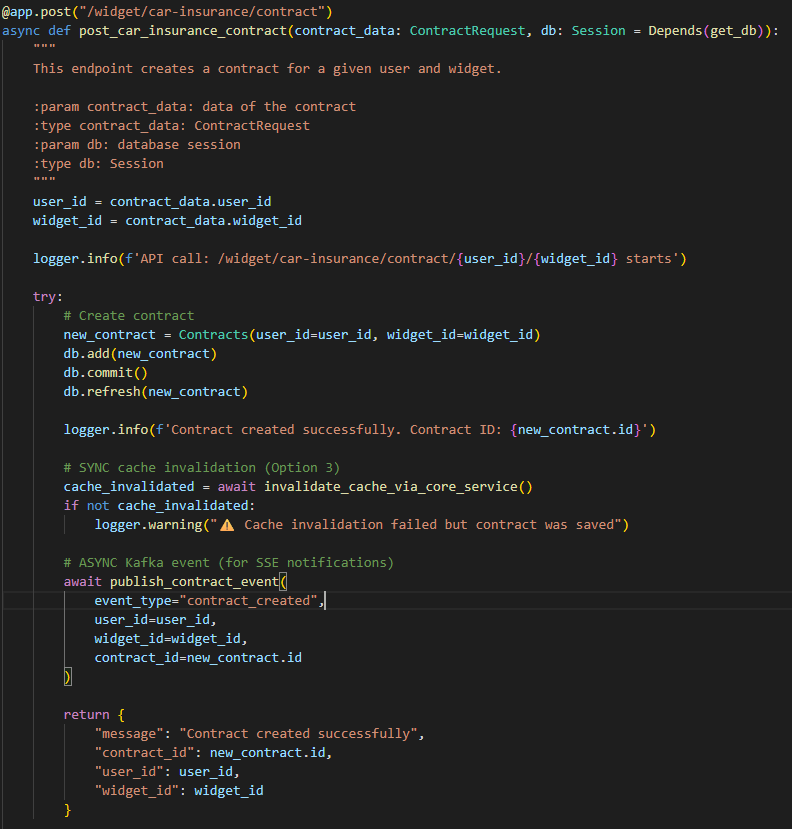 @app.post("/widget/car-insurance/contract")
async def post_car_insurance_contract(contract_data: ContractRequest, db: Session = Depends(get_db)):
    """
    This endpoint creates a contract for a given user and widget.

    :param contract_data: data of the contract
    :type contract_data: ContractRequest
    :param db: database session
    :type db: Session
    """
    user_id = contract_data.user_id
    widget_id = contract_data.widget_id

    logger.info(f'API call: /widget/car-insurance/contract/{user_id}/{widget_id} starts')

    try:
        # Create contract
        new_contract = Contracts(user_id=user_id, widget_id=widget_id)
        db.add(new_contract)
        db.commit()
        db.refresh(new_contract)

        logger.info(f'Contract created successfully. Contract ID: {new_contract.id}')

        # SYNC cache invalidation (Option 3)
        cache_invalidated = await invalidate_cache_via_core_service()
        if not cache_invalidated:
            logger.warning("⚠️ Cache invalidation failed but contract was saved")

        # ASYNC Kafka event (for SSE notifications)
        await publish_contract_event(
            event_type="contract_created",
            user_id=user_id,
            widget_id=widget_id,
            contract_id=new_contract.id
        )

        return {
            "message": "Contract created successfully",
            "contract_id": new_contract.id,
            "user_id": user_id,
            "widget_id": widget_id
        }